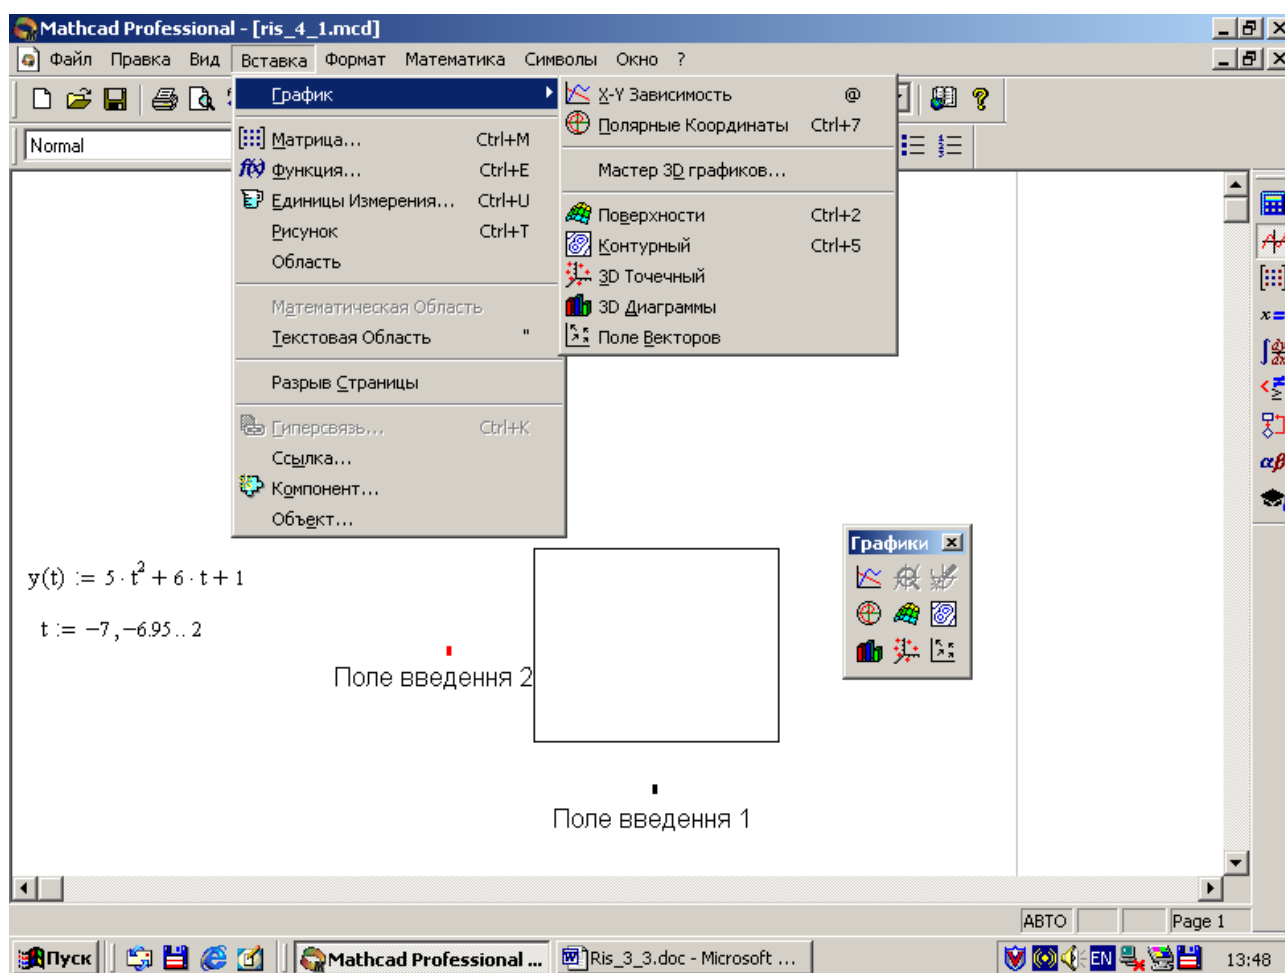 Mathcad Professional - [ris_4_1.mcd]
Файл Правка Вид Вставка Формат Математика Символы Окно ?
График
X-Y Зависимость @
Полярные Координаты Ctrl+7
Мастер 3D графиков...
Поверхности Ctrl+2
Контурный Ctrl+5
3D Точечный
3D Диаграммы
Поле Векторов
Normal
Матрица... Ctrl+M
f(x) Функция... Ctrl+E
Единицы Измерения... Ctrl+U
Рисунок Ctrl+T
Область
Математическая Область
Текстовая Область "
Разрыв Страницы
Гиперсвязь... Ctrl+K
Ссылка...
Компонент...
Объект...
Графики
y(t) := 5 · t² + 6 · t + 1
t := −7 , −6.95 .. 2
Поле введення 2
Поле введення 1
x=
αβ
АВТО Page 1
Пуск Mathcad Professional ... Ris_3_3.doc - Microsoft ... EN 13:48